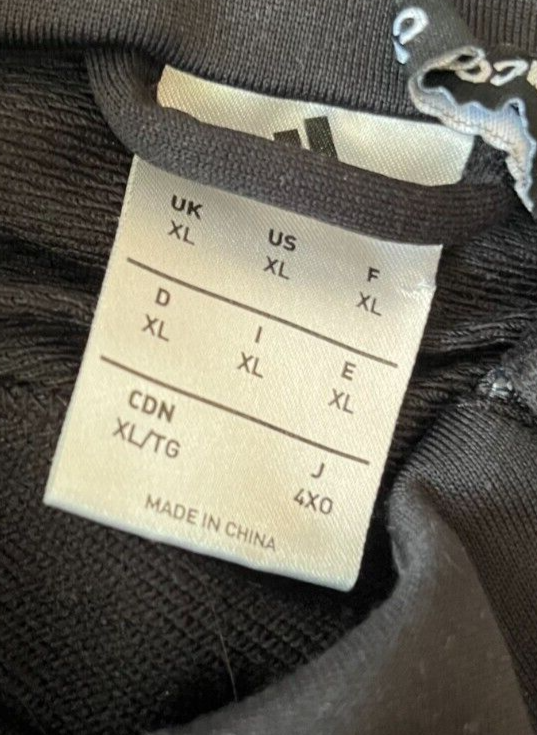 UK US F
XL XL XL
D I E
XL XL XL
CDN J
XL/TG 4XO
MADE IN CHINA